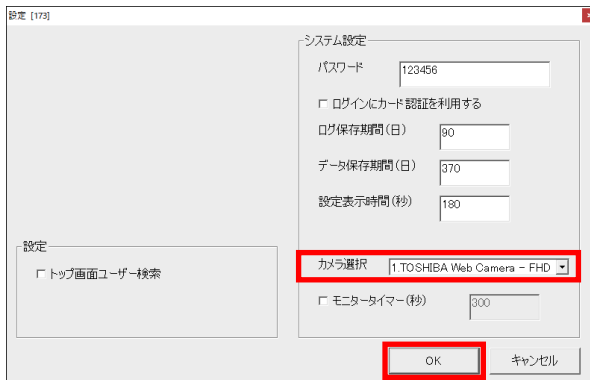 設定 [173]
システム設定
パスワード 123456
ログインにカード認証を利用する
ログ保存期間(日) 90
データ保存期間(日) 370
設定表示時間(秒) 180
設定
トップ画面ユーザー検索
カメラ選択 1.TOSHIBA Web Camera - FHD
モニタータイマー(秒) 300
OK キャンセル